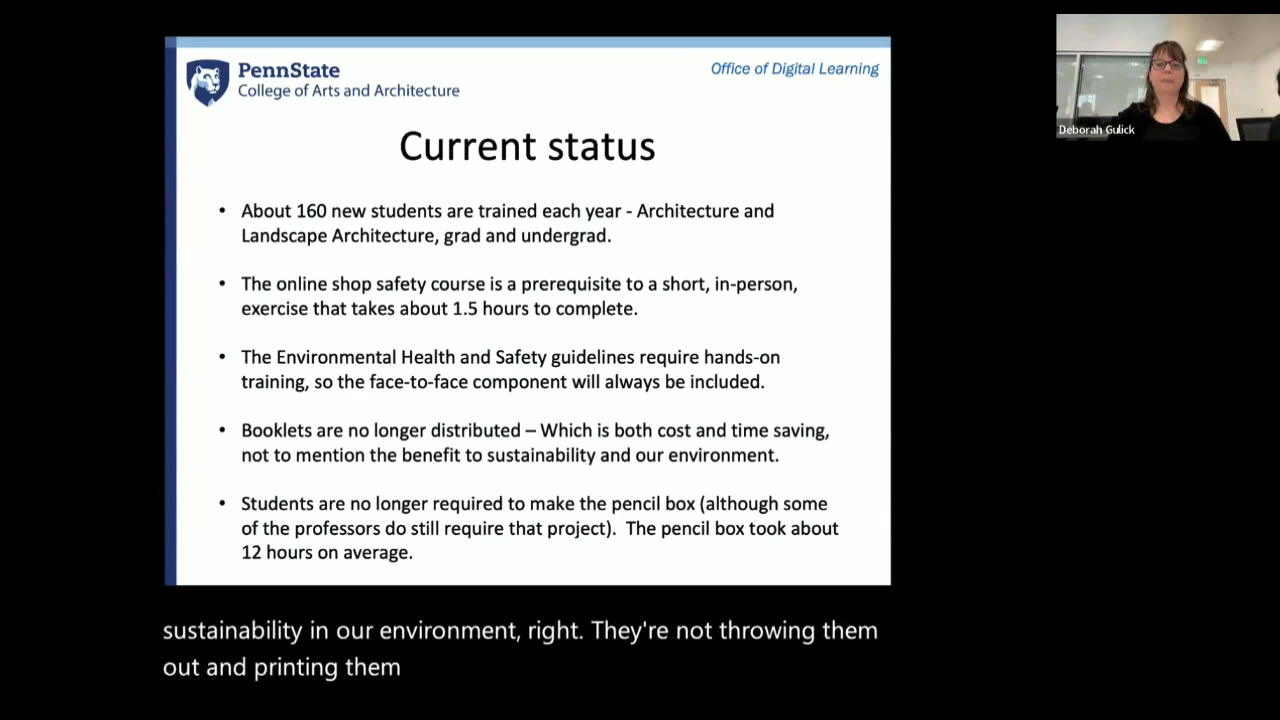 PennState
College of Arts and Architecture
Office of Digital Learning
Current status
• About 160 new students are trained each year - Architecture and
Landscape Architecture, grad and undergrad.
• The online shop safety course is a prerequisite to a short, in-person,
exercise that takes about 1.5 hours to complete.
• The Environmental Health and Safety guidelines require hands-on
training, so the face-to-face component will always be included.
• Booklets are no longer distributed – Which is both cost and time saving,
not to mention the benefit to sustainability and our environment.
• Students are no longer required to make the pencil box (although some
of the professors do still require that project).  The pencil box took about
12 hours on average.
Deborah Gulick
sustainability in our environment, right. They're not throwing them
out and printing them